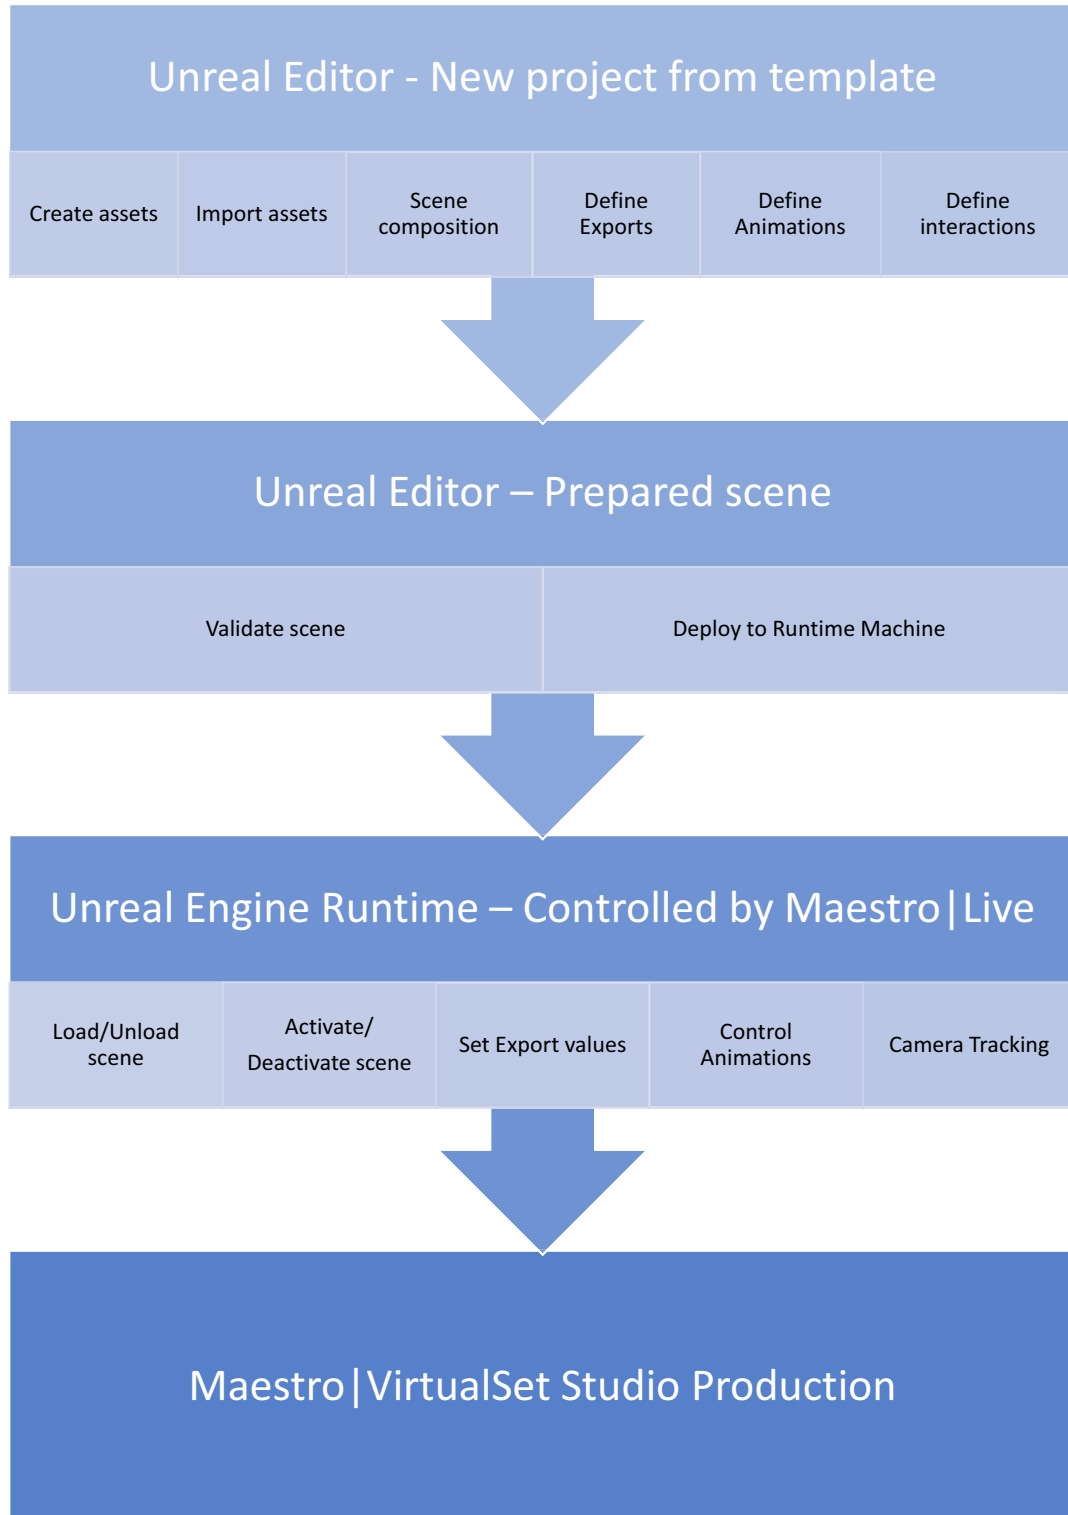 Unreal Editor - New project from template
Create assets
Import assets
Scene
composition
Define
Exports
Define
Animations
Define
interactions
Unreal Editor – Prepared scene
Validate scene
Deploy to Runtime Machine
Unreal Engine Runtime – Controlled by Maestro|Live
Load/Unload
scene
Activate/
Deactivate scene
Set Export values
Control
Animations
Camera Tracking
Maestro|VirtualSet Studio Production